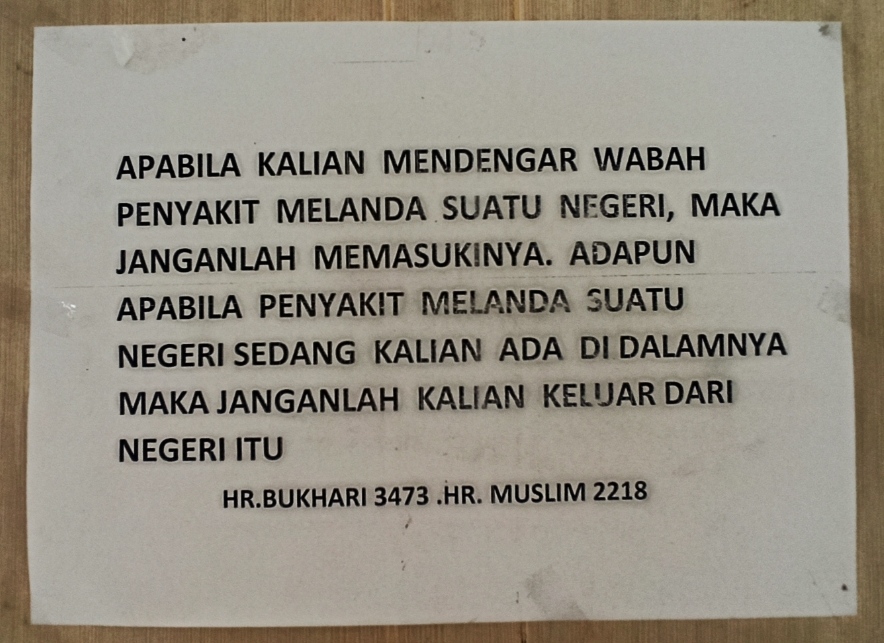 APABILA KALIAN MENDENGAR WABAH
PENYAKIT MELANDA SUATU NEGERI, MAKA
JANGANLAH MEMASUKINYA. ADAPUN
APABILA PENYAKIT MELANDA SUATU
NEGERI SEDANG KALIAN ADA DI DALAMNYA
MAKA JANGANLAH KALIAN KELUAR DARI
NEGERI ITU
HR.BUKHARI 3473 .HR. MUSLIM 2218